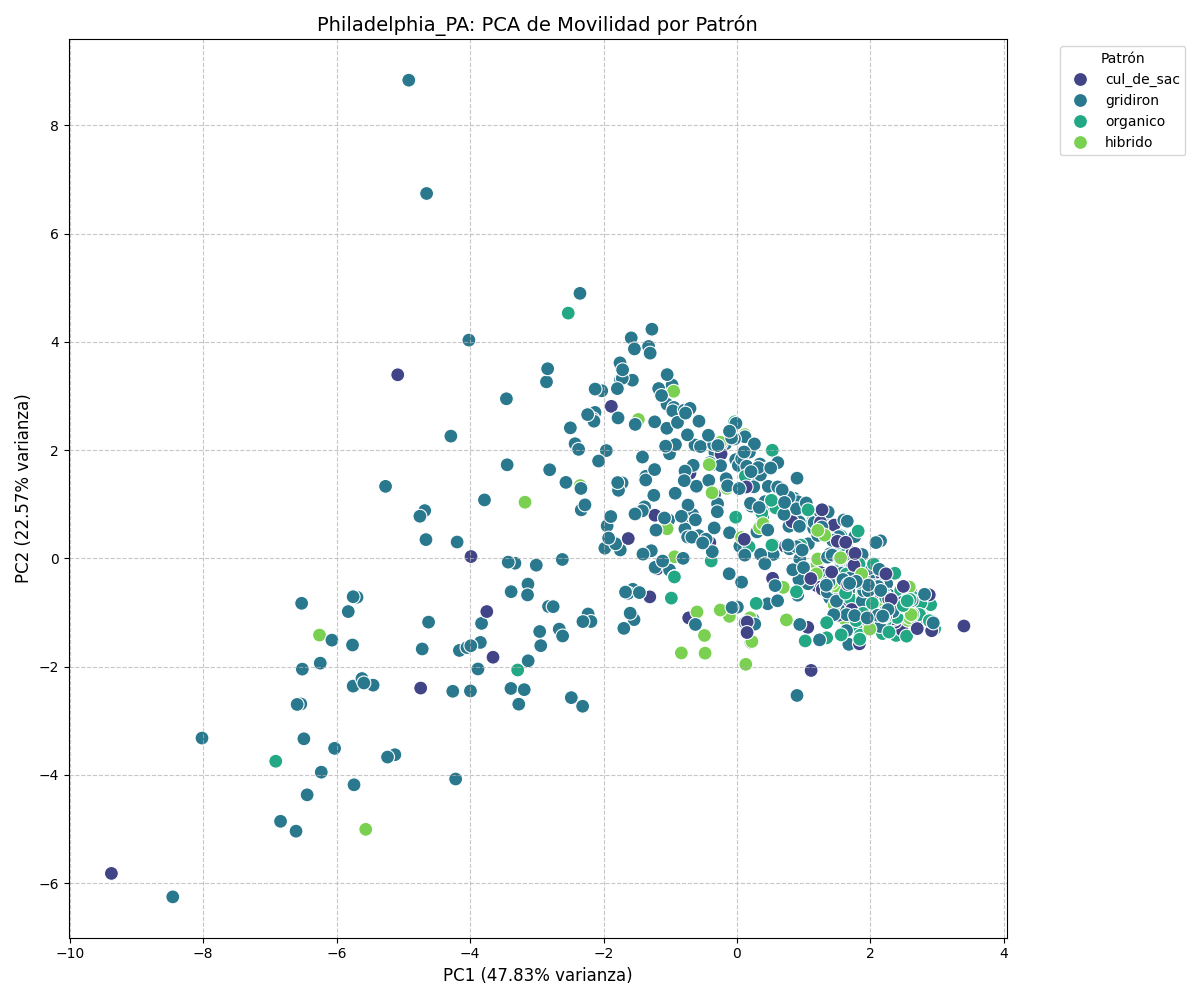 Philadelphia_PA: PCA de Movilidad por Patrón
Patrón
cul_de_sac
gridiron
organico
hibrido
8
6
4
2
0
−2
−4
−6
PC2 (22.57% varianza)
−10
−8
−6
−4
−2
0
2
4
PC1 (47.83% varianza)